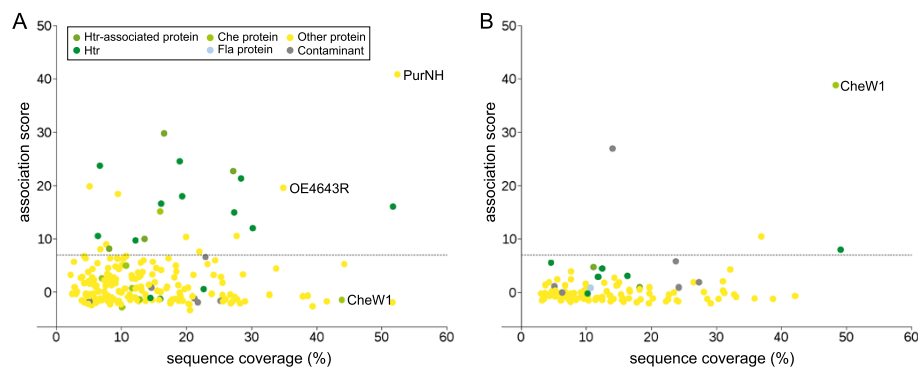 A
B
Htr-associated protein
Che protein
Other protein
Htr
Fla protein
Contaminant
association score
50
40
30
20
10
0
PurNH
OE4643R
CheW1
0 10 20 30 40 50 60
sequence coverage (%)
association score
50
40
30
20
10
0
CheW1
0 10 20 30 40 50 60
sequence coverage (%)